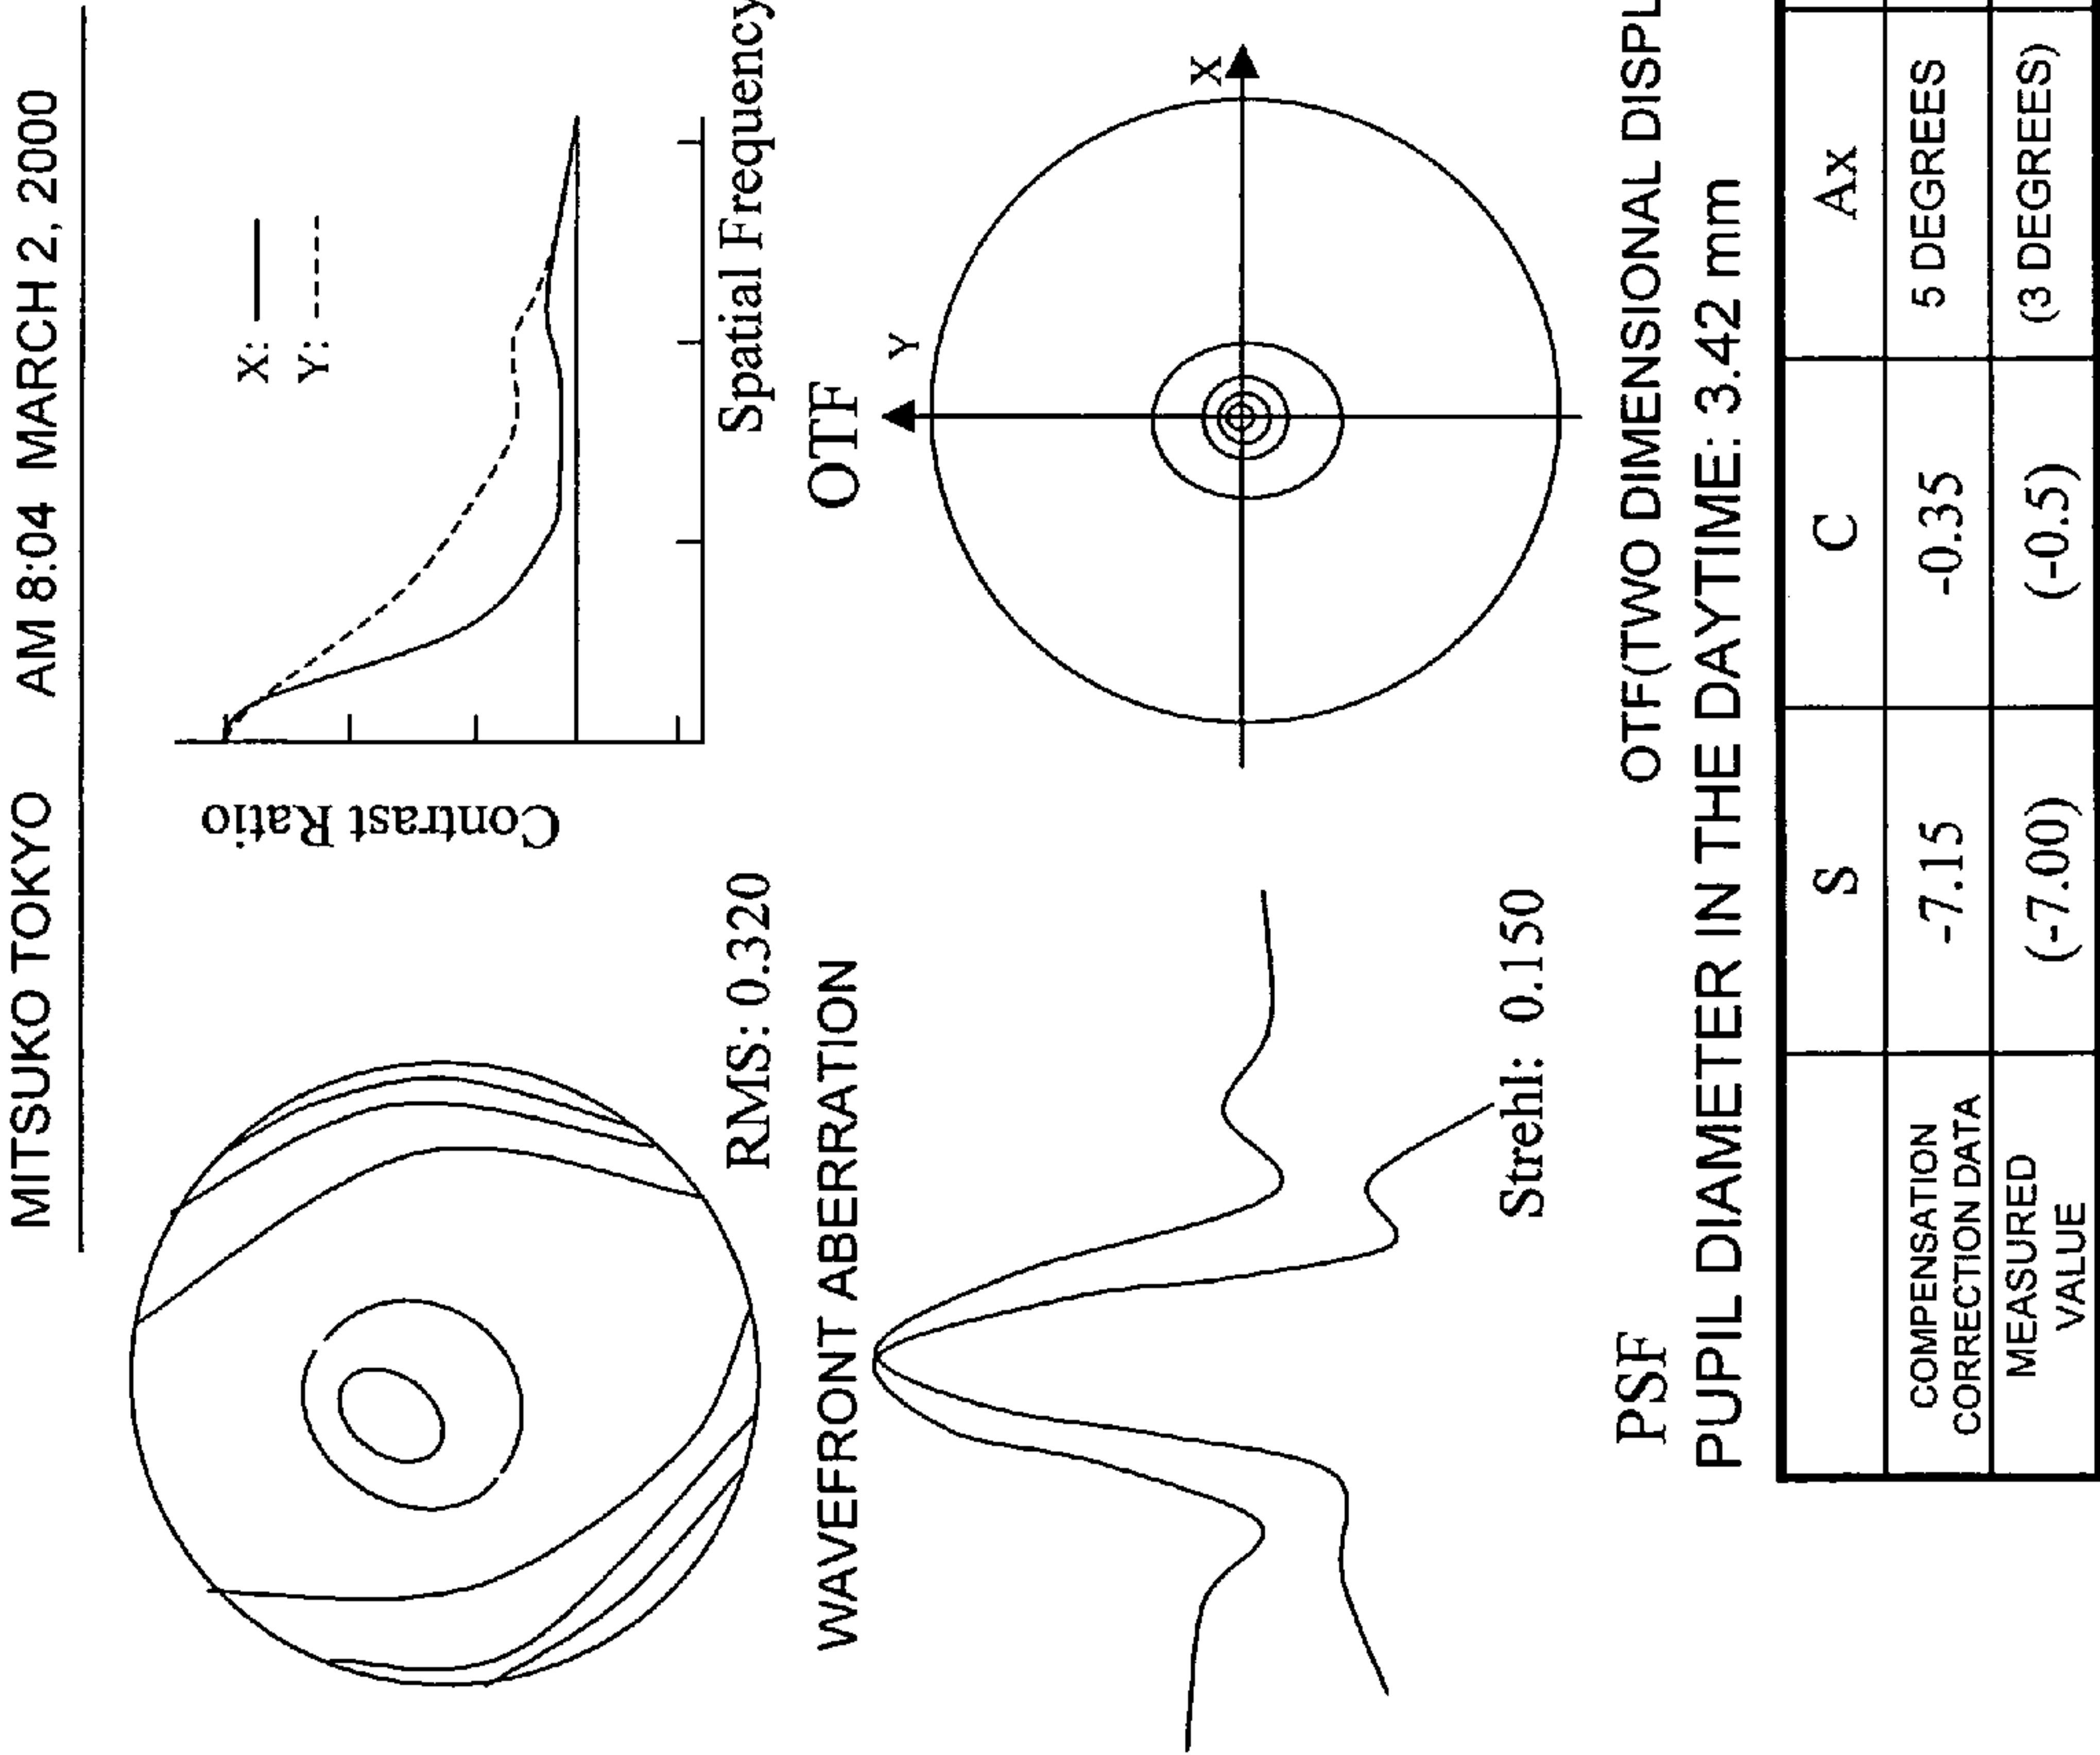 MITSUKO TOKYO AM 8:04 MARCH 2, 2000
RMS: 0.320
WAVEFRONT ABERRATION
Contrast Ratio
X:
Y:
Spatial Frequency
OTF
Y
X
Strehl: 0.150
PSF
OTF(TWO DIMENSIONAL DISPL
PUPIL DIAMETER IN THE DAYTIME: 3.42 mm
S C Ax
COMPENSATION
CORRECTION DATA -7.15 -0.35 5 DEGREES
MEASURED
VALUE (-7.00) (-0.5) (3 DEGREES)